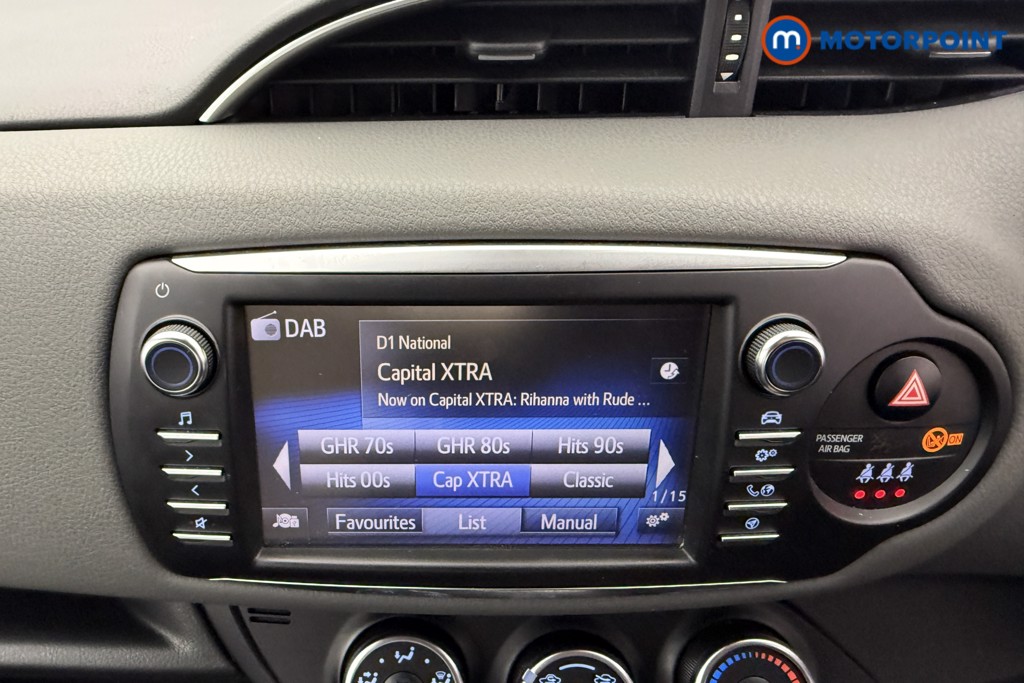 m MOTORPOINT
DAB
D1 National
Capital XTRA
Now on Capital XTRA: Rihanna with Rude ...
GHR 70s GHR 80s Hits 90s
Hits 00s Cap XTRA Classic
1/15
Favourites List Manual
PASSENGER
AIR BAG
ON